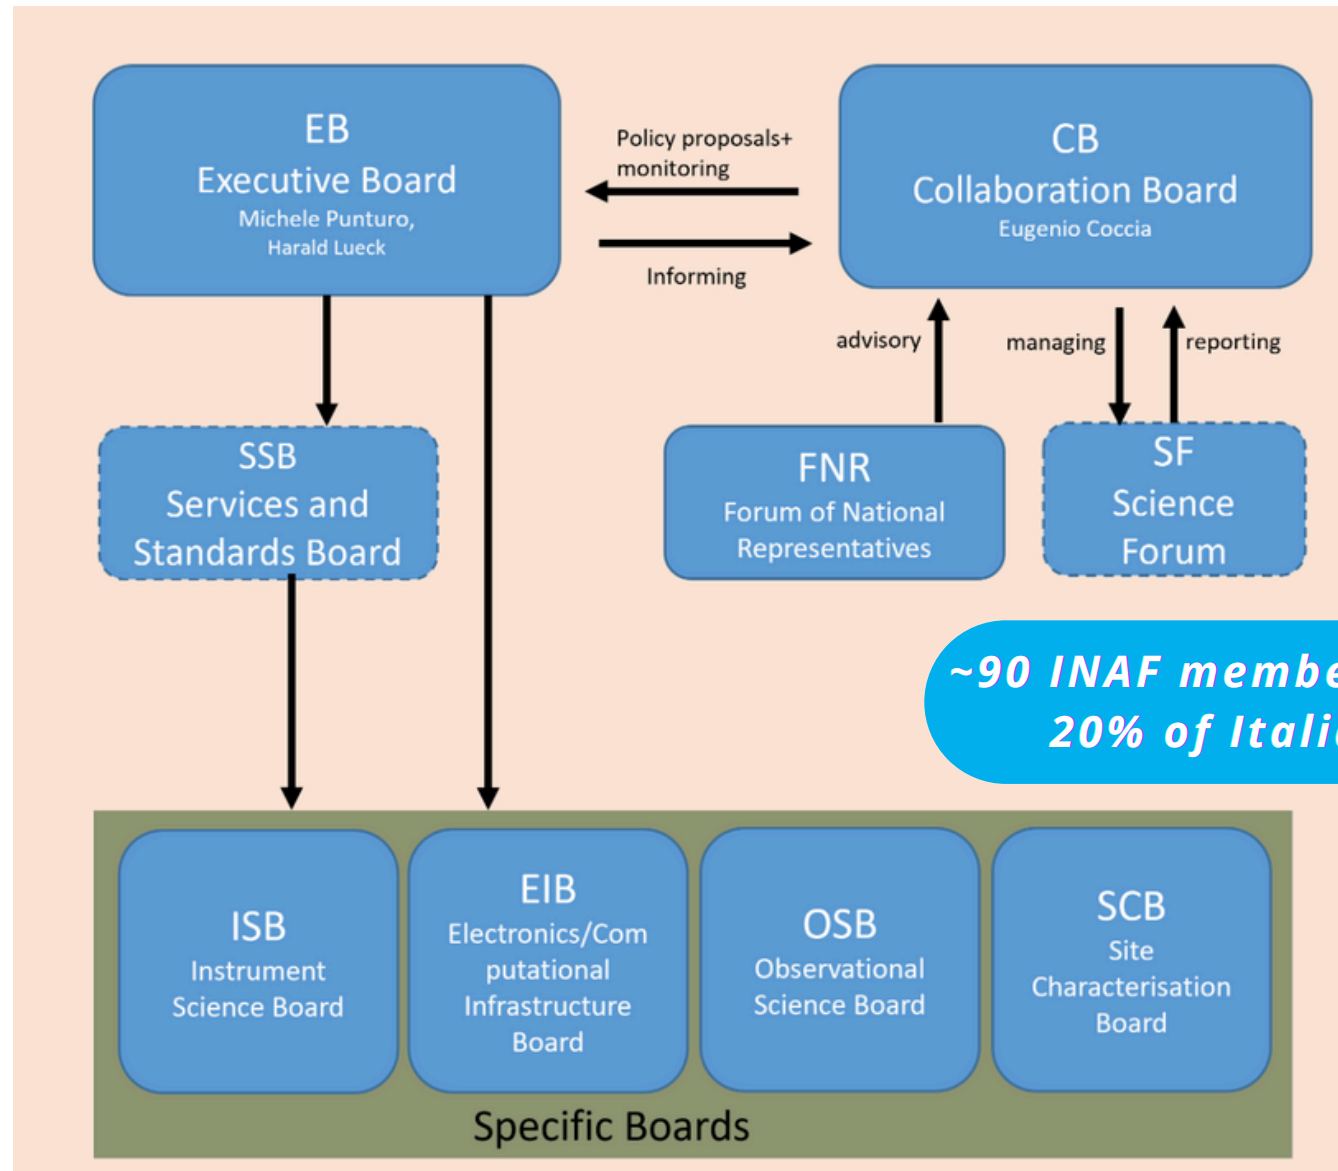 EB
Executive Board
Michele Punturo,
Harald Lueck
Policy proposals+
monitoring
Informing
CB
Collaboration Board
Eugenio Coccia
advisory
managing
reporting
SSB
Services and
Standards Board
FNR
Forum of National
Representatives
SF
Science
Forum
~90 INAF
20% of
ISB
Instrument
Science Board
EIB
Electronics/Com
putational
Infrastructure
Board
OSB
Observational
Science Board
SCB
Site
Characterisation
Board
Specific Boards